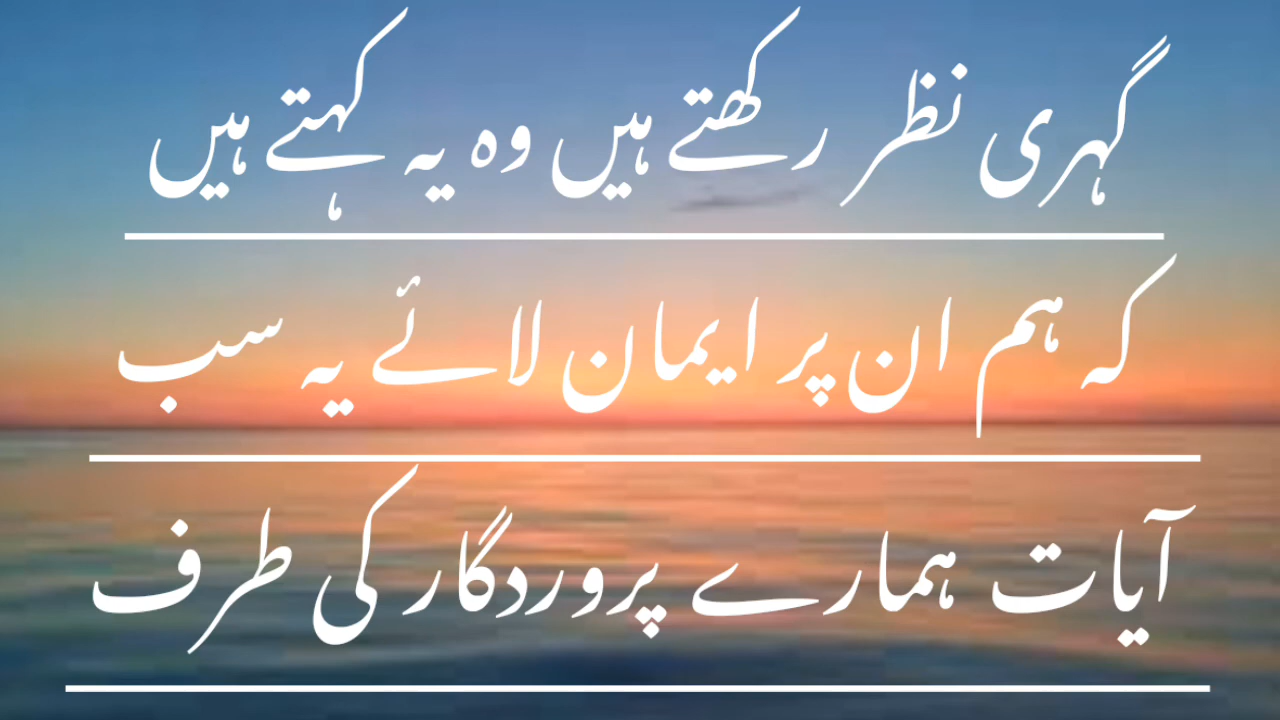 گہری نظر رکھتے ہیں وہ یہ کہتے ہیں
کہ ہم ان پر ایمان لائے یہ سب
آیات ہمارے پروردگار کی طرف